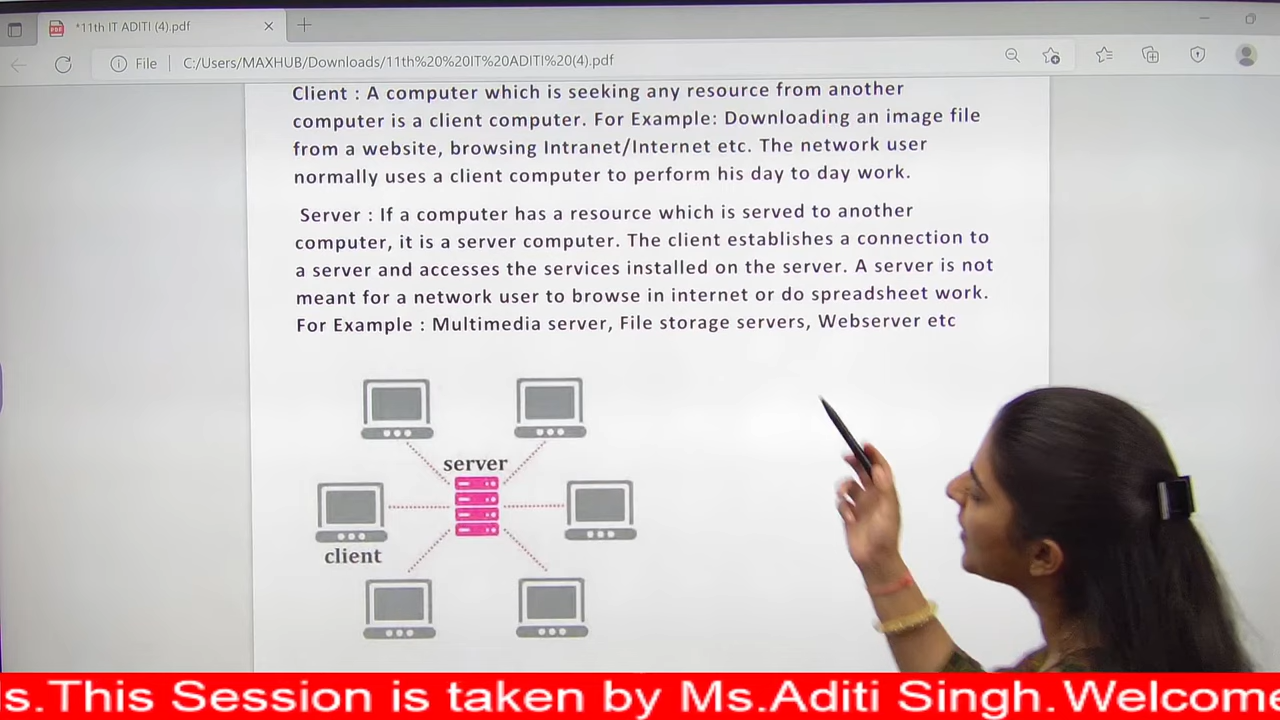 *11th IT ADITI (4).pdf
File
C:/Users/MAXHUB/Downloads/11th%20%20IT%20ADITI%20(4).pdf
Client : A computer which is seeking any resource from another
computer is a client computer. For Example: Downloading an image file
from a website, browsing Intranet/Internet etc. The network user
normally uses a client computer to perform his day to day work.
Server : If a computer has a resource which is served to another
computer, it is a server computer. The client establishes a connection to
a server and accesses the services installed on the server. A server is not
meant for a network user to browse in internet or do spreadsheet work.
For Example : Multimedia server, File storage servers, Webserver etc
server
client
ls.This Session is taken by Ms.Aditi Singh.Welcome